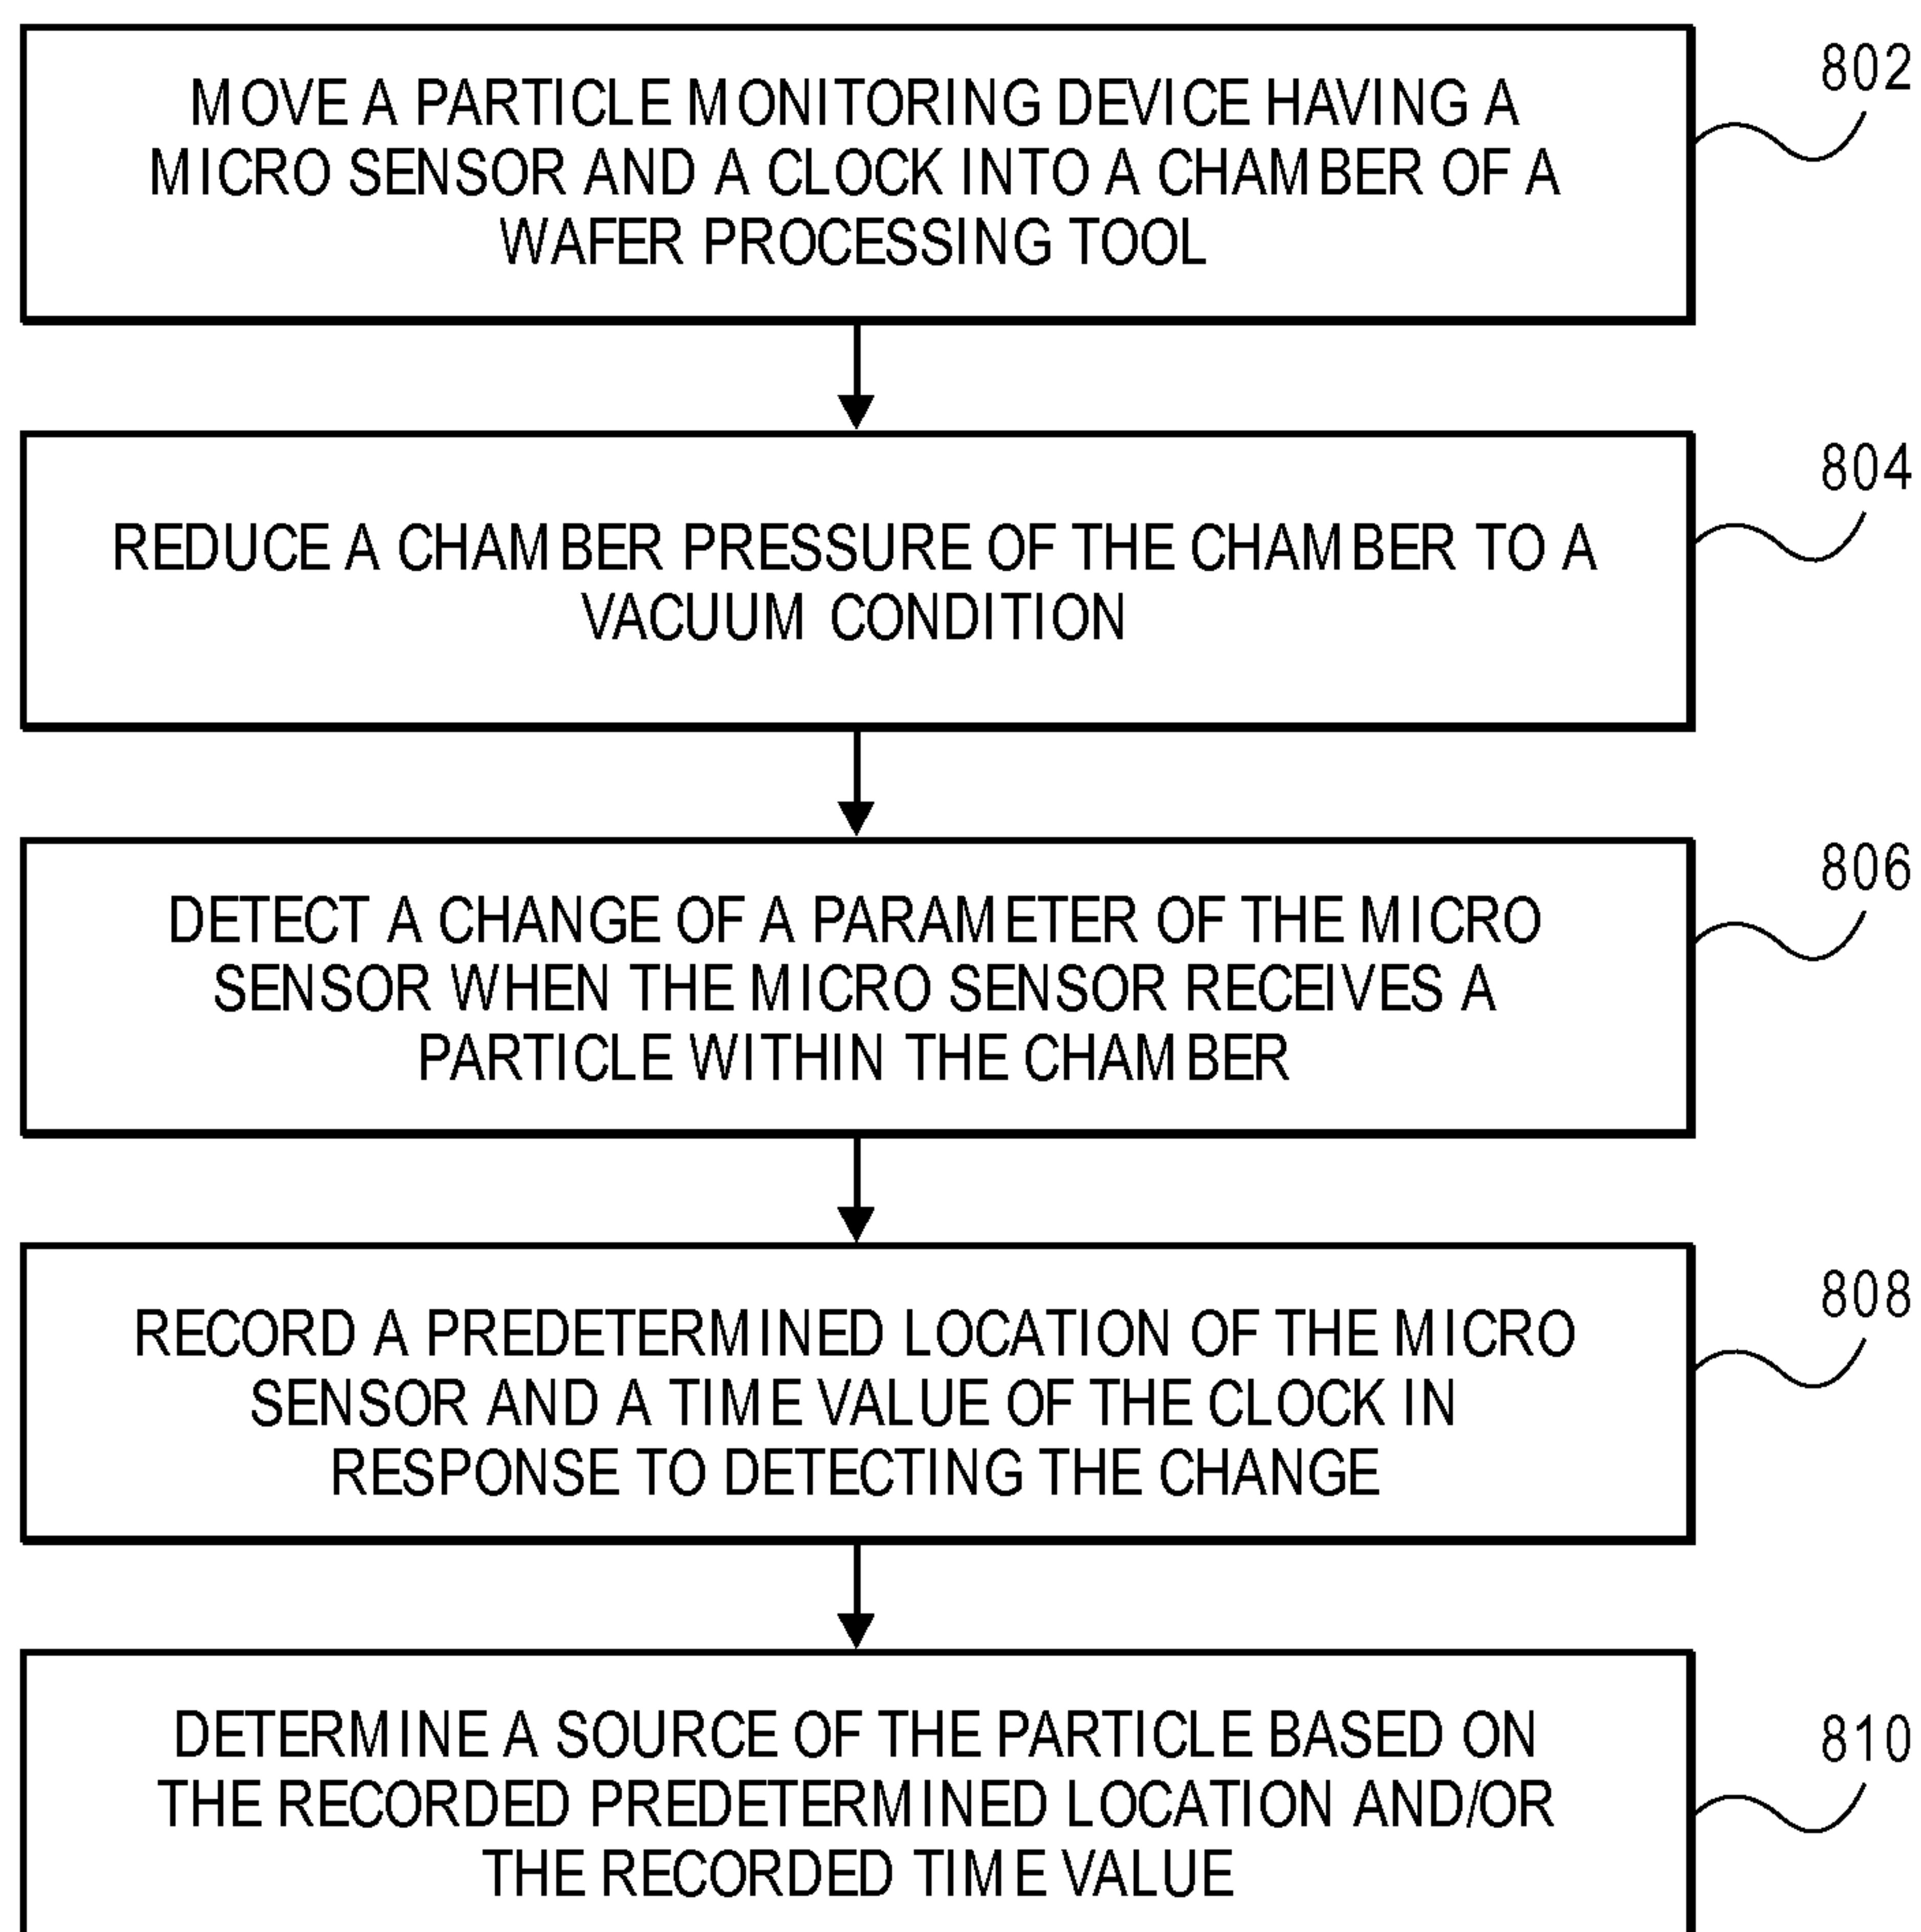 MOVE A PARTICLE MONITORING DEVICE HAVING A
MICRO SENSOR AND A CLOCK INTO A CHAMBER OF A
WAFER PROCESSING TOOL
802
REDUCE A CHAMBER PRESSURE OF THE CHAMBER TO A
VACUUM CONDITION
804
DETECT A CHANGE OF A PARAMETER OF THE MICRO
SENSOR WHEN THE MICRO SENSOR RECEIVES A
PARTICLE WITHIN THE CHAMBER
806
RECORD A PREDETERMINED LOCATION OF THE MICRO
SENSOR AND A TIME VALUE OF THE CLOCK IN
RESPONSE TO DETECTING THE CHANGE
808
DETERMINE A SOURCE OF THE PARTICLE BASED ON
THE RECORDED PREDETERMINED LOCATION AND/OR
THE RECORDED TIME VALUE
810